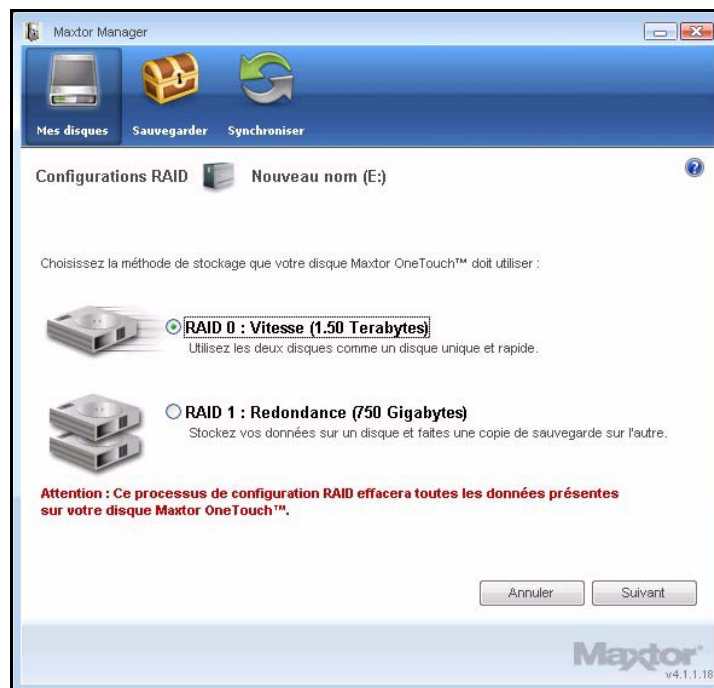 Maxtor Manager
Mes disques
Sauvegarder
Synchroniser
Configurations RAID
Nouveau nom (E:)
Choisissez la méthode de stockage que votre disque Maxtor OneTouch™ doit utiliser :
RAID 0 : Vitesse (1.50 Terabytes)
Utilisez les deux disques comme un disque unique et rapide.
RAID 1 : Redondance (750 Gigabytes)
Stockez vos données sur un disque et faites une copie de sauvegarde sur l'autre.
Attention : Ce processus de configuration RAID effacera toutes les données présentes
sur votre disque Maxtor OneTouch™.
Annuler
Suivant
Maxtor
v4.1.1.18